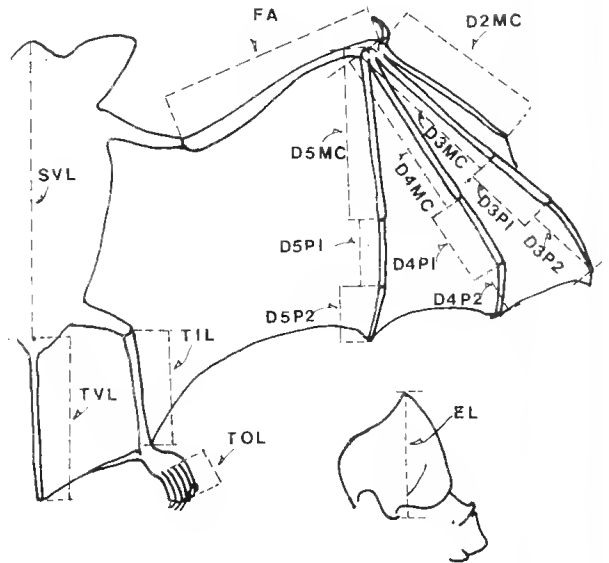 FA
D2MC
SVL
D5MC
D3MC
D4MC
D3P1
D3P2
D5P1
D4P1
D5P2
D4P2
TIL
TVL
TOL
EL